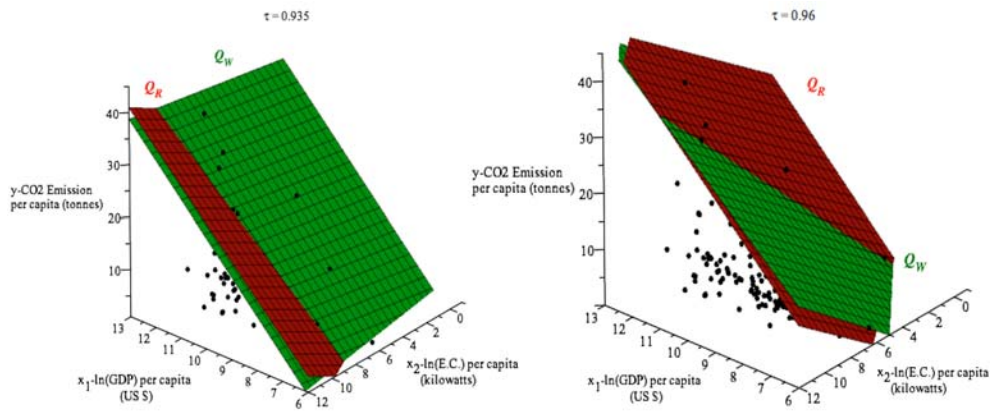 τ = 0.935
Q_W
Q_R
40
30
20
10
y-CO2 Emission
per capita (tonnes)
13
12
11
10
9
8
7
6
x₁-ln(GDP) per capita
(US $)
12
10
8
6
4
2
0
x₂-ln(E.C.) per capita
(kilowatts)
τ = 0.96
Q_R
Q_W
40
30
20
10
y-CO2 Emission
per capita (tonnes)
13
12
11
10
9
8
7
6
x₁-ln(GDP) per capita
(US $)
12
10
8
6
4
2
0
x₂-ln(E.C.) per capita
(kilowatts)